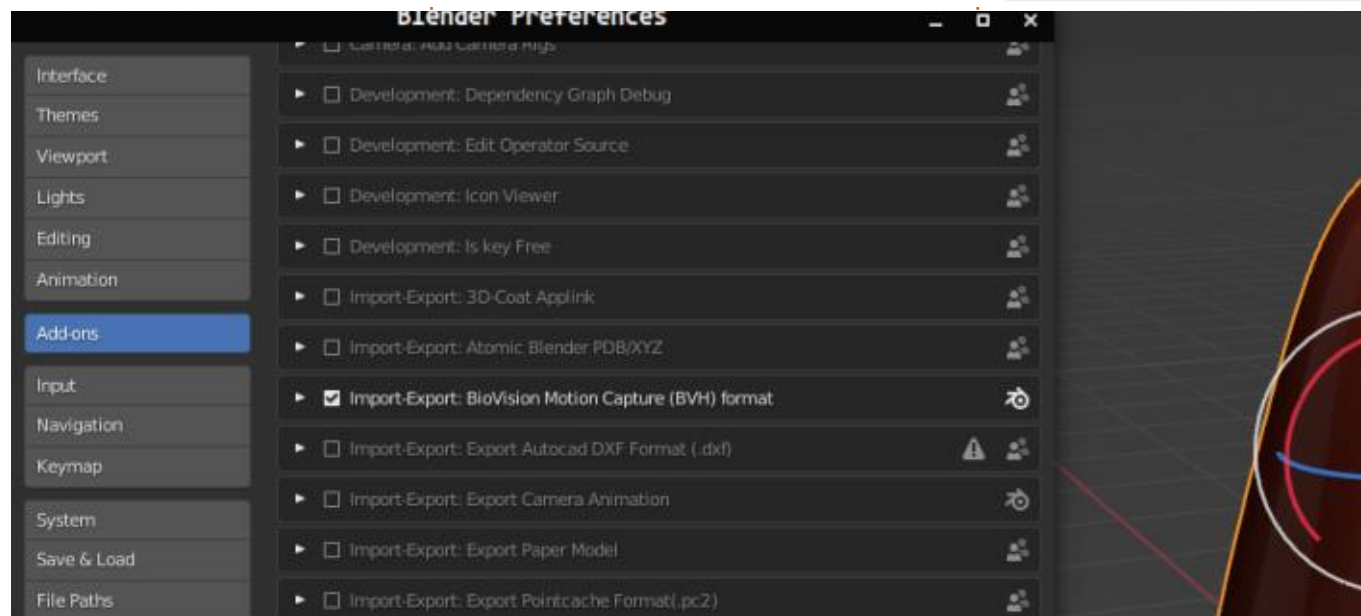 Blender Preferences
Interface
Themes
Viewport
Lights
Editing
Animation
Add-ons
Input
Navigation
Keymap
System
Save & Load
File Paths
Camera: Add Camera Rigs
Development: Dependency Graph Debug
Development: Edit Operator Source
Development: Icon Viewer
Development: Is key Free
Import-Export: 3D-Coat Applink
Import-Export: Atomic Blender PDB/XYZ
Import-Export: BioVision Motion Capture (BVH) format
Import-Export: Export Autocad DXF Format (.dxf)
Import-Export: Export Camera Animation
Import-Export: Export Paper Model
Import-Export: Export Pointcache Format(.pc2)